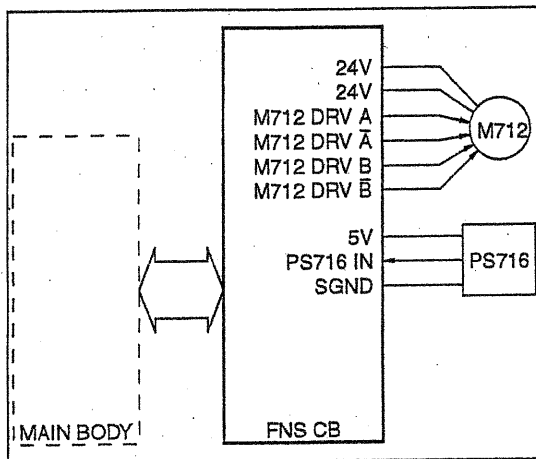 24V
24V
M712 DRV A
M712 DRV A̅
M712 DRV B
M712 DRV B̅
M712
5V
PS716 IN
SGND
PS716
MAIN BODY
FNS CB